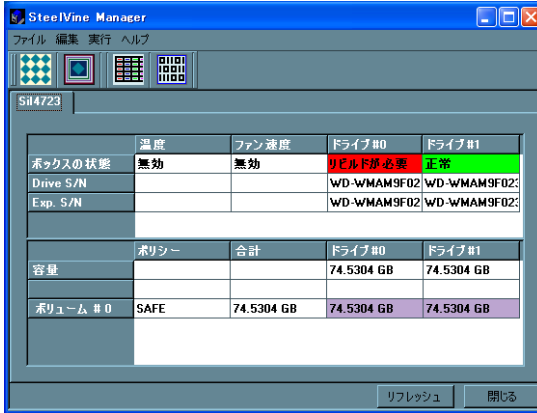 SteelVine Manager
ファイル 編集 実行 ヘルプ
SiI4723
温度 ファン速度 ドライブ#0 ドライブ#1
ボックスの状態 無効 無効 リビルドが必要 正常
Drive S/N WD-WMAM9F02 WD-WMAM9F023
Exp. S/N WD-WMAM9F02 WD-WMAM9F023
ポリシー 合計 ドライブ#0 ドライブ#1
容量 74.5304 GB 74.5304 GB
ボリューム #0 SAFE 74.5304 GB 74.5304 GB 74.5304 GB
リフレッシュ 閉じる